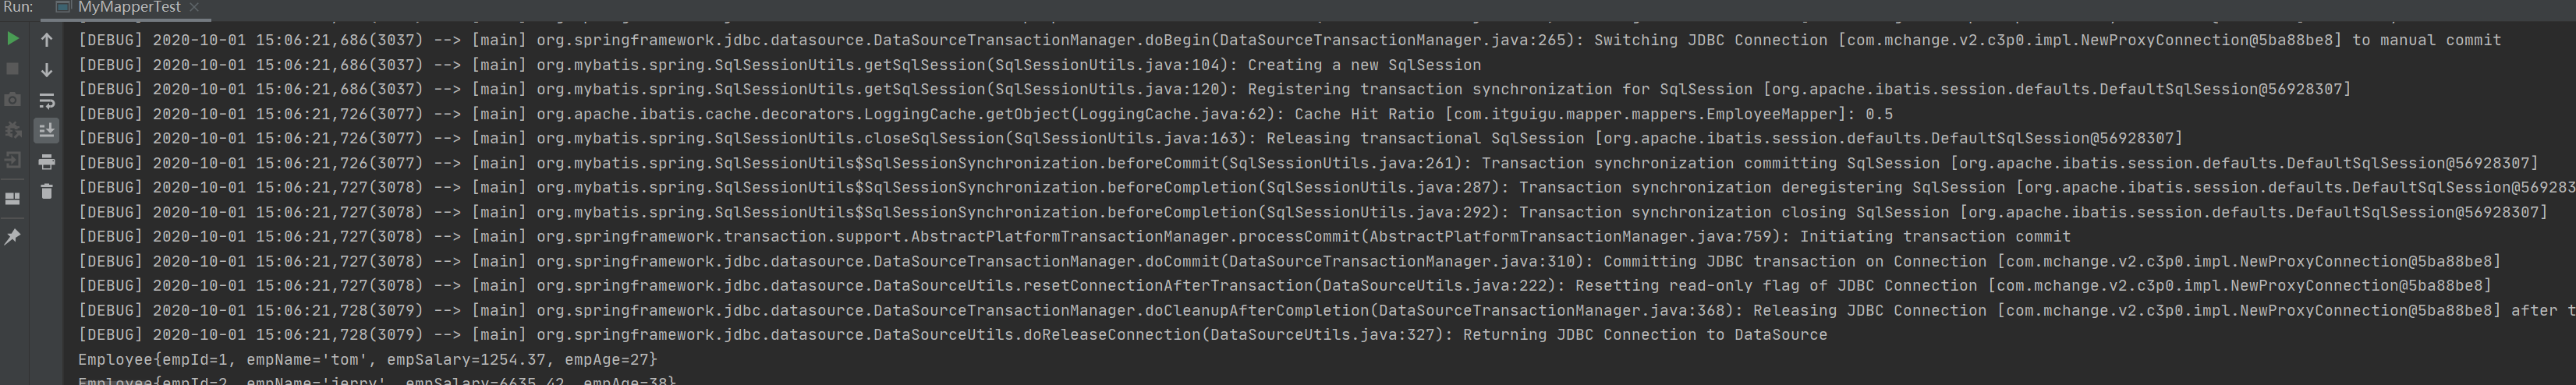 Run: MyMapperTest
[DEBUG] 2020-10-01 15:06:21,686(3037) --> [main] org.springframework.jdbc.datasource.DataSourceTransactionManager.doBegin(DataSourceTransactionManager.java:265): Switching JDBC Connection [com.mchange.v2.c3p0.impl.NewProxyConnection@5ba88be8] to manual commit
[DEBUG] 2020-10-01 15:06:21,686(3037) --> [main] org.mybatis.spring.SqlSessionUtils.getSqlSession(SqlSessionUtils.java:104): Creating a new SqlSession
[DEBUG] 2020-10-01 15:06:21,686(3037) --> [main] org.mybatis.spring.SqlSessionUtils.getSqlSession(SqlSessionUtils.java:120): Registering transaction synchronization for SqlSession [org.apache.ibatis.session.defaults.DefaultSqlSession@56928307]
[DEBUG] 2020-10-01 15:06:21,726(3077) --> [main] org.apache.ibatis.cache.decorators.LoggingCache.getObject(LoggingCache.java:62): Cache Hit Ratio [com.itguigu.mapper.mappers.EmployeeMapper]: 0.5
[DEBUG] 2020-10-01 15:06:21,726(3077) --> [main] org.mybatis.spring.SqlSessionUtils.closeSqlSession(SqlSessionUtils.java:163): Releasing transactional SqlSession [org.apache.ibatis.session.defaults.DefaultSqlSession@56928307]
[DEBUG] 2020-10-01 15:06:21,726(3077) --> [main] org.mybatis.spring.SqlSessionUtils$SqlSessionSynchronization.beforeCommit(SqlSessionUtils.java:261): Transaction synchronization committing SqlSession [org.apache.ibatis.session.defaults.DefaultSqlSession@56928307]
[DEBUG] 2020-10-01 15:06:21,727(3078) --> [main] org.mybatis.spring.SqlSessionUtils$SqlSessionSynchronization.beforeCompletion(SqlSessionUtils.java:287): Transaction synchronization deregistering SqlSession [org.apache.ibatis.session.defaults.DefaultSqlSession@569283
[DEBUG] 2020-10-01 15:06:21,727(3078) --> [main] org.mybatis.spring.SqlSessionUtils$SqlSessionSynchronization.beforeCompletion(SqlSessionUtils.java:292): Transaction synchronization closing SqlSession [org.apache.ibatis.session.defaults.DefaultSqlSession@56928307]
[DEBUG] 2020-10-01 15:06:21,727(3078) --> [main] org.springframework.transaction.support.AbstractPlatformTransactionManager.processCommit(AbstractPlatformTransactionManager.java:759): Initiating transaction commit
[DEBUG] 2020-10-01 15:06:21,727(3078) --> [main] org.springframework.jdbc.datasource.DataSourceTransactionManager.doCommit(DataSourceTransactionManager.java:310): Committing JDBC transaction on Connection [com.mchange.v2.c3p0.impl.NewProxyConnection@5ba88be8]
[DEBUG] 2020-10-01 15:06:21,727(3078) --> [main] org.springframework.jdbc.datasource.DataSourceUtils.resetConnectionAfterTransaction(DataSourceUtils.java:222): Resetting read-only flag of JDBC Connection [com.mchange.v2.c3p0.impl.NewProxyConnection@5ba88be8]
[DEBUG] 2020-10-01 15:06:21,728(3079) --> [main] org.springframework.jdbc.datasource.DataSourceTransactionManager.doCleanupAfterCompletion(DataSourceTransactionManager.java:368): Releasing JDBC Connection [com.mchange.v2.c3p0.impl.NewProxyConnection@5ba88be8] after t
[DEBUG] 2020-10-01 15:06:21,728(3079) --> [main] org.springframework.jdbc.datasource.DataSourceUtils.doReleaseConnection(DataSourceUtils.java:327): Returning JDBC Connection to DataSource
Employee{empId=1, empName='tom', empSalary=1254.37, empAge=27}
Employee{empId=2, empName='jerry', empSalary=6635.42, empAge=38}